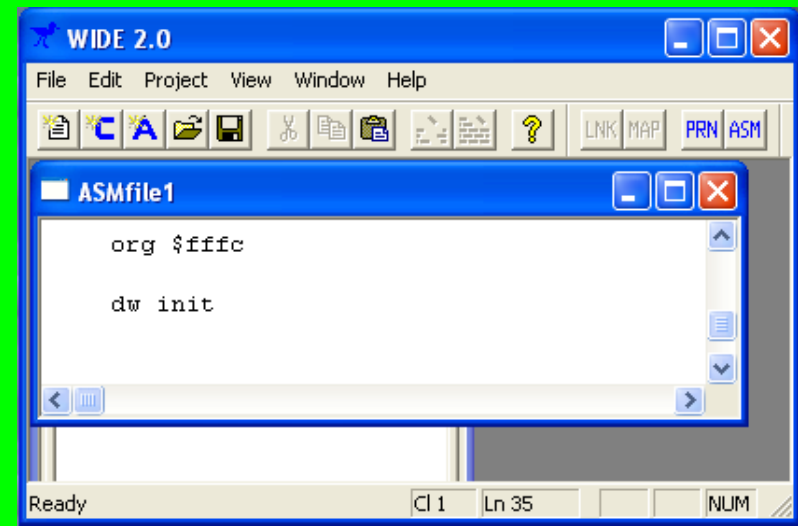 WIDE 2.0
File Edit Project View Window Help
C A ? LNK MAP PRN ASM
ASMfile1
org $fffc
dw init
Ready Cl 1 Ln 35 NUM